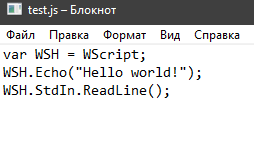 test.js – Блокнот
Файл Правка Формат Вид Справка
var WSH = WScript;
WSH.Echo("Hello world!");
WSH.StdIn.ReadLine();